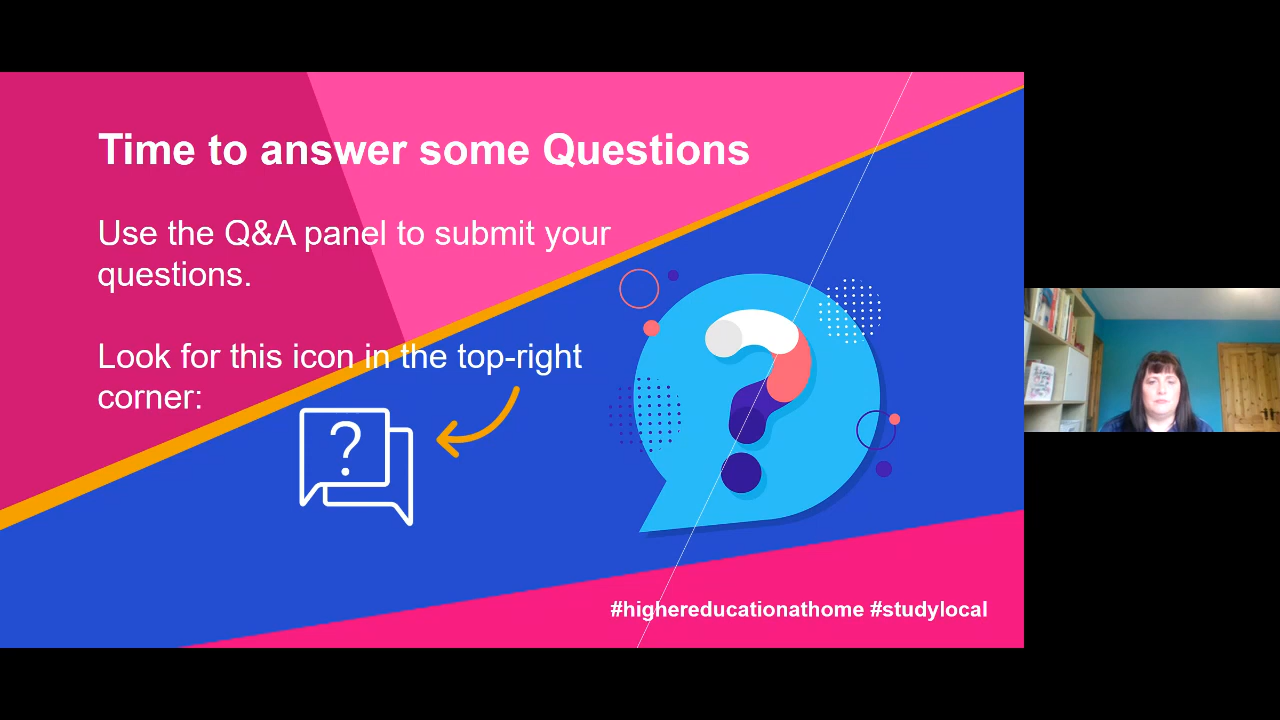 Time to answer some Questions
Use the Q&A panel to submit your
questions.
Look for this icon in the top-right
corner:
?
#highereducationathome #studylocal